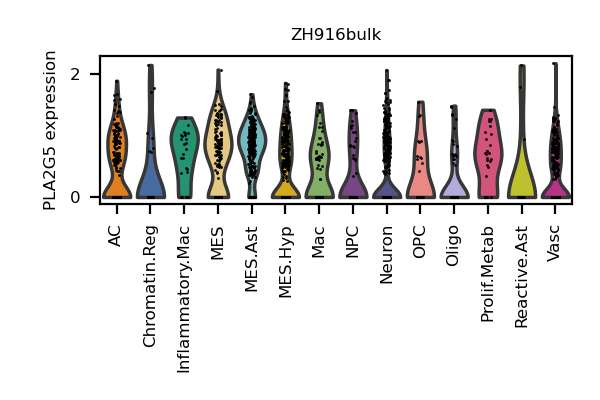 ZH916bulk
PLA2G5 expression
2
0
AC
Chromatin.Reg
Inflammatory.Mac
MES
MES.Ast
MES.Hyp
Mac
NPC
Neuron
OPC
Oligo
Prolif.Metab
Reactive.Ast
Vasc